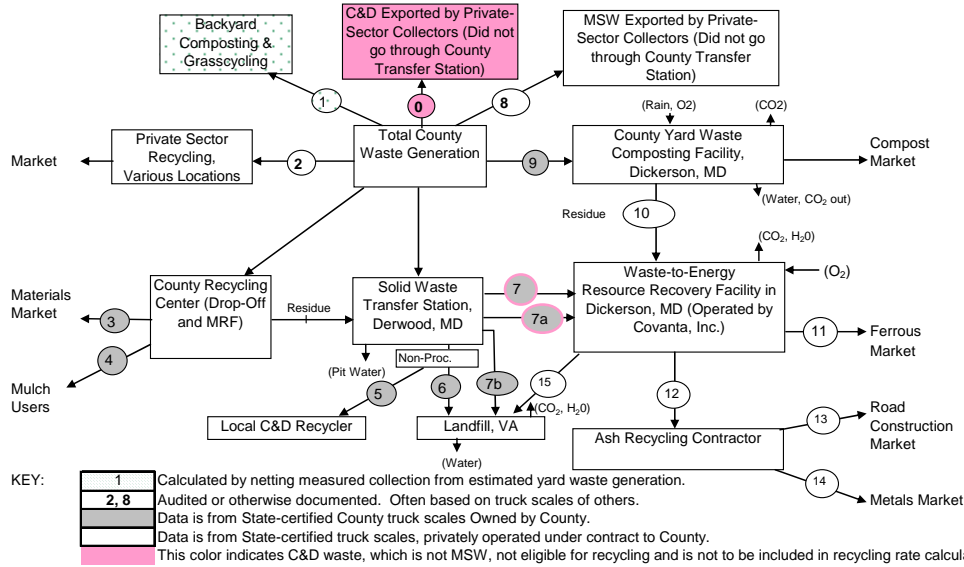 Backyard
Composting &
Grasscycling
C&D Exported by Private-
Sector Collectors (Did not
go through County
Transfer Station)
MSW Exported by Private-
Sector Collectors (Did not go
through County Transfer
Station)
1
0
8
(Rain, O2)
(CO2)
Market
Private Sector
Recycling,
Various Locations
2
Total County
Waste Generation
9
County Yard Waste
Composting Facility,
Dickerson, MD
Compost
Market
(Water, CO2 out)
Residue
10
(CO2, H20)
Materials
Market
3
4
Mulch
Users
County Recycling
Center (Drop-Off
and MRF)
Residue
Solid Waste
Transfer Station,
Derwood, MD
7
7a
Waste-to-Energy
Resource Recovery Facility in
Dickerson, MD (Operated by
Covanta, Inc.)
(O2)
11
Ferrous
Market
Non-Proc.
(Pit Water)
5
6
7b
15
(CO2, H20)
12
Local C&D Recycler
Landfill, VA
(Water)
Ash Recycling Contractor
13
Road
Construction
Market
14
Metals Market
KEY:
1 Calculated by netting measured collection from estimated yard waste generation.
2, 8 Audited or otherwise documented. Often based on truck scales of others.
Data is from State-certified County truck scales Owned by County.
Data is from State-certified truck scales, privately operated under contract to County.
This color indicates C&D waste, which is not MSW, not eligible for recycling and is not to be included in recycling rate calcula